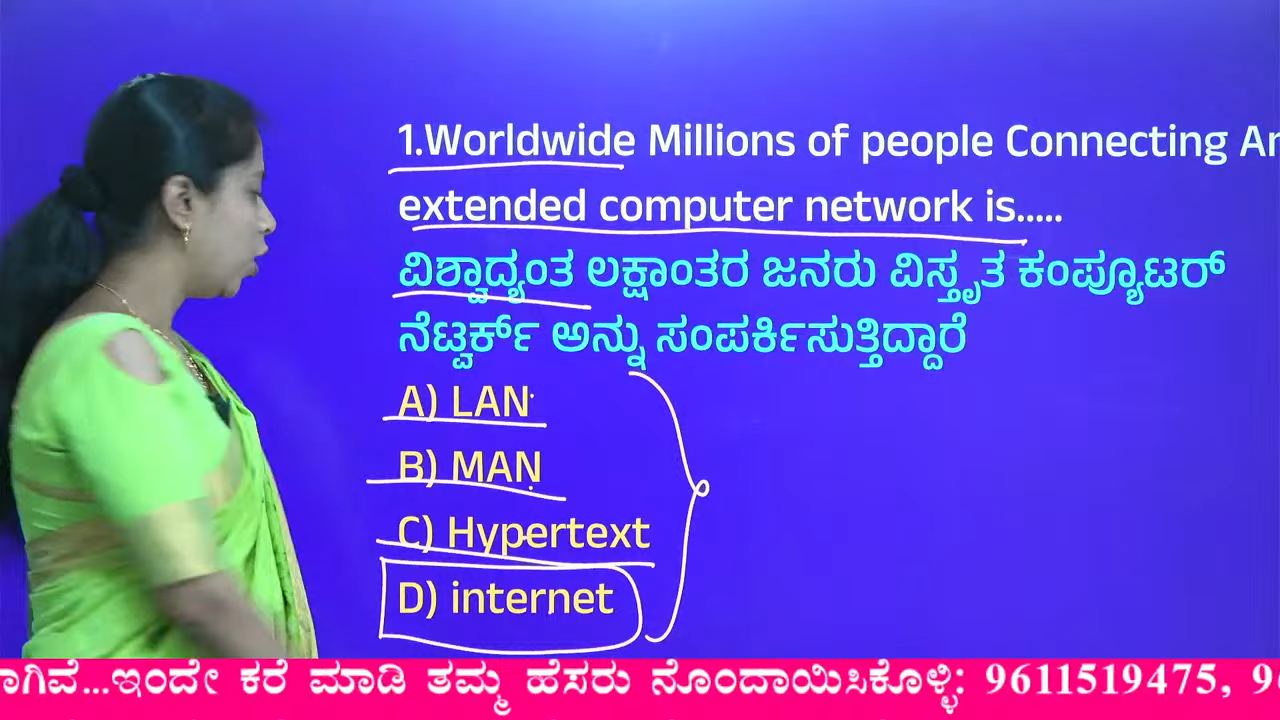 1.Worldwide Millions of people Connecting
extended computer network is.....
ವಿಶ್ವಾದ್ಯಂತ ಲಕ್ಷಾಂತರ ಜನರು ವಿಸ್ತೃತ ಕಂಪ್ಯೂಟರ್
ನೆಟ್ವರ್ಕ್ ಅನ್ನು ಸಂಪರ್ಕಿಸುತ್ತಿದ್ದಾರೆ
A) LAN
B) MAN
C) Hypertext
D) internet
ಇಂದೇ ಕರೆ ಮಾಡಿ ತಮ್ಮ ಹೆಸರು ನೊಂದಾಯಿಸಿಕೊಳ್ಳಿ: 9611519475,